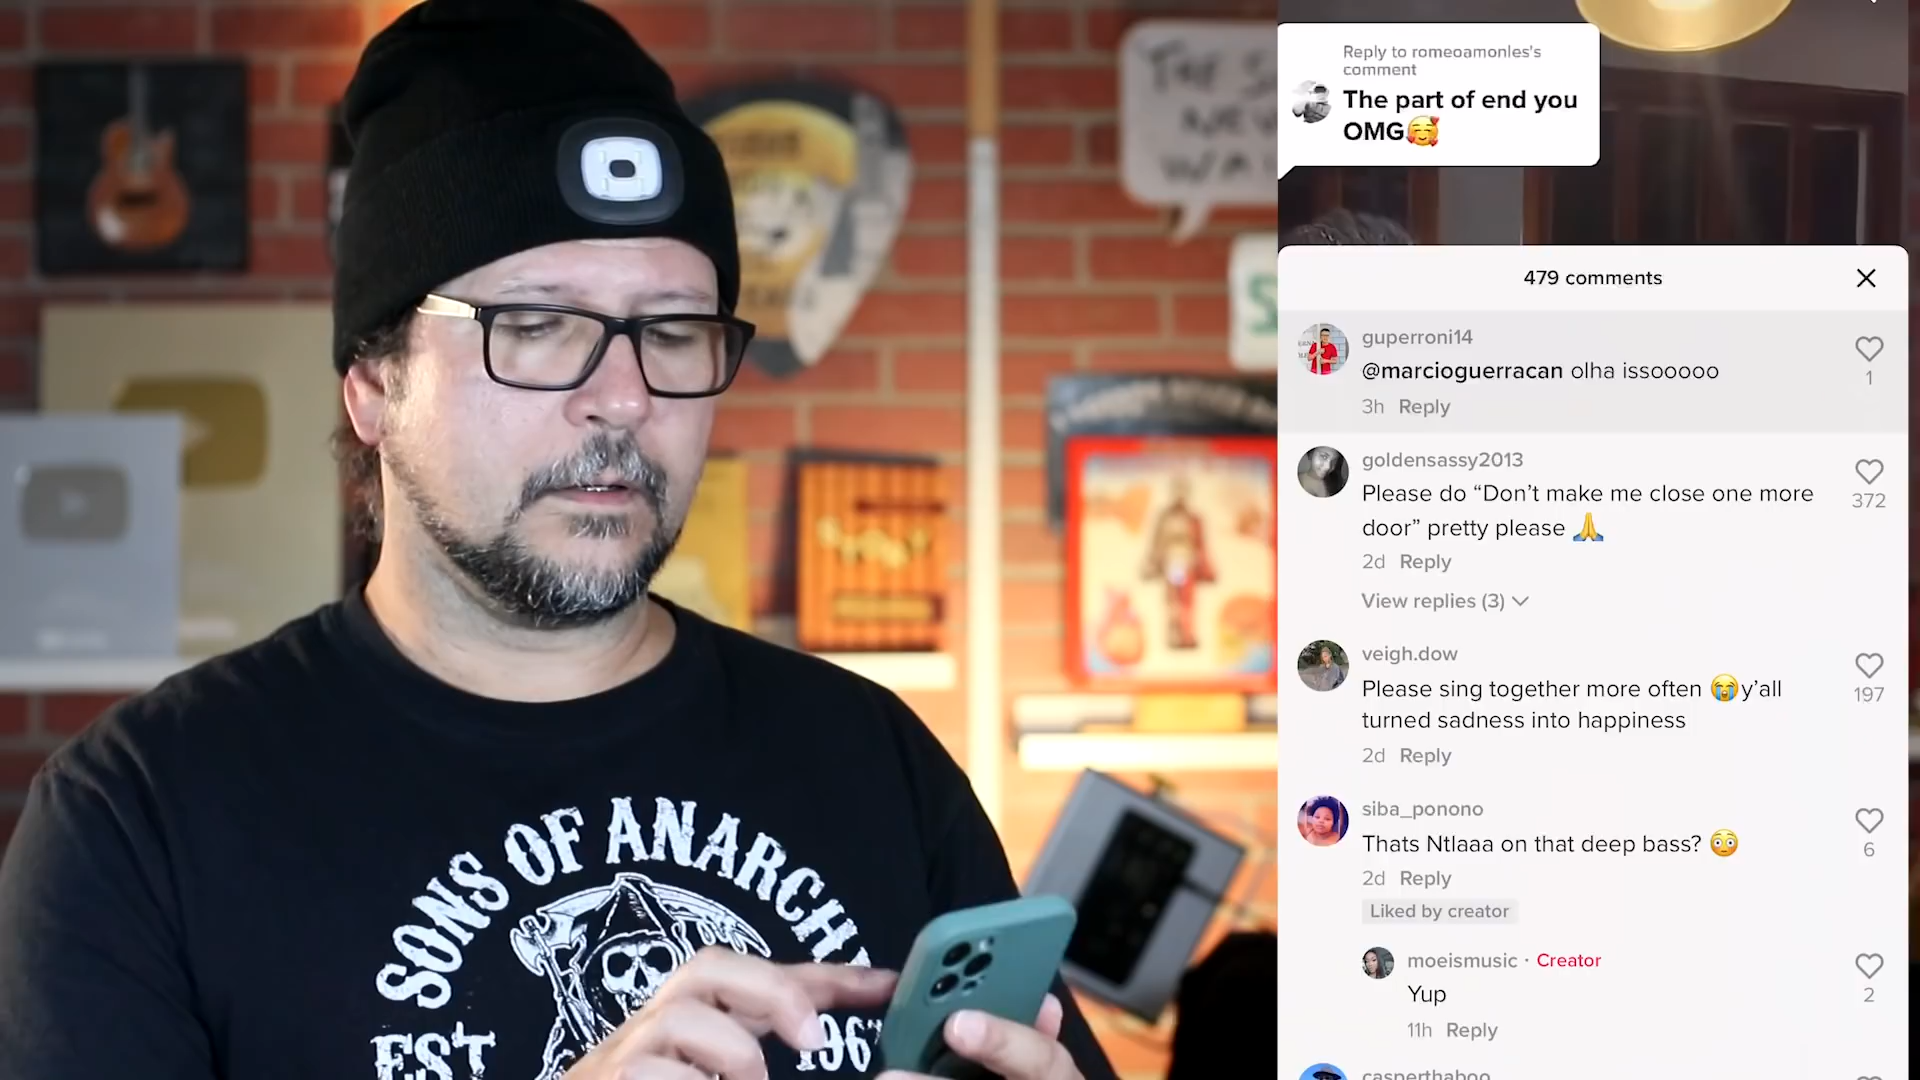 Reply to romeoamonles's
comment
The part of end you
OMG🥰
479 comments
guperroni14
@marcioguerracan olha issooooo
1
3h Reply
goldensassy2013
Please do “Don’t make me close one more
door” pretty please 🙏
372
2d Reply
View replies (3)
veigh.dow
Please sing together more often 😭y’all
turned sadness into happiness
197
2d Reply
siba_ponono
Thats Ntlaaa on that deep bass? 😳
6
2d Reply
Liked by creator
moeismusic · Creator
Yup
2
11h Reply
casperthaboo
SONS OF ANARCHY
EST 1967